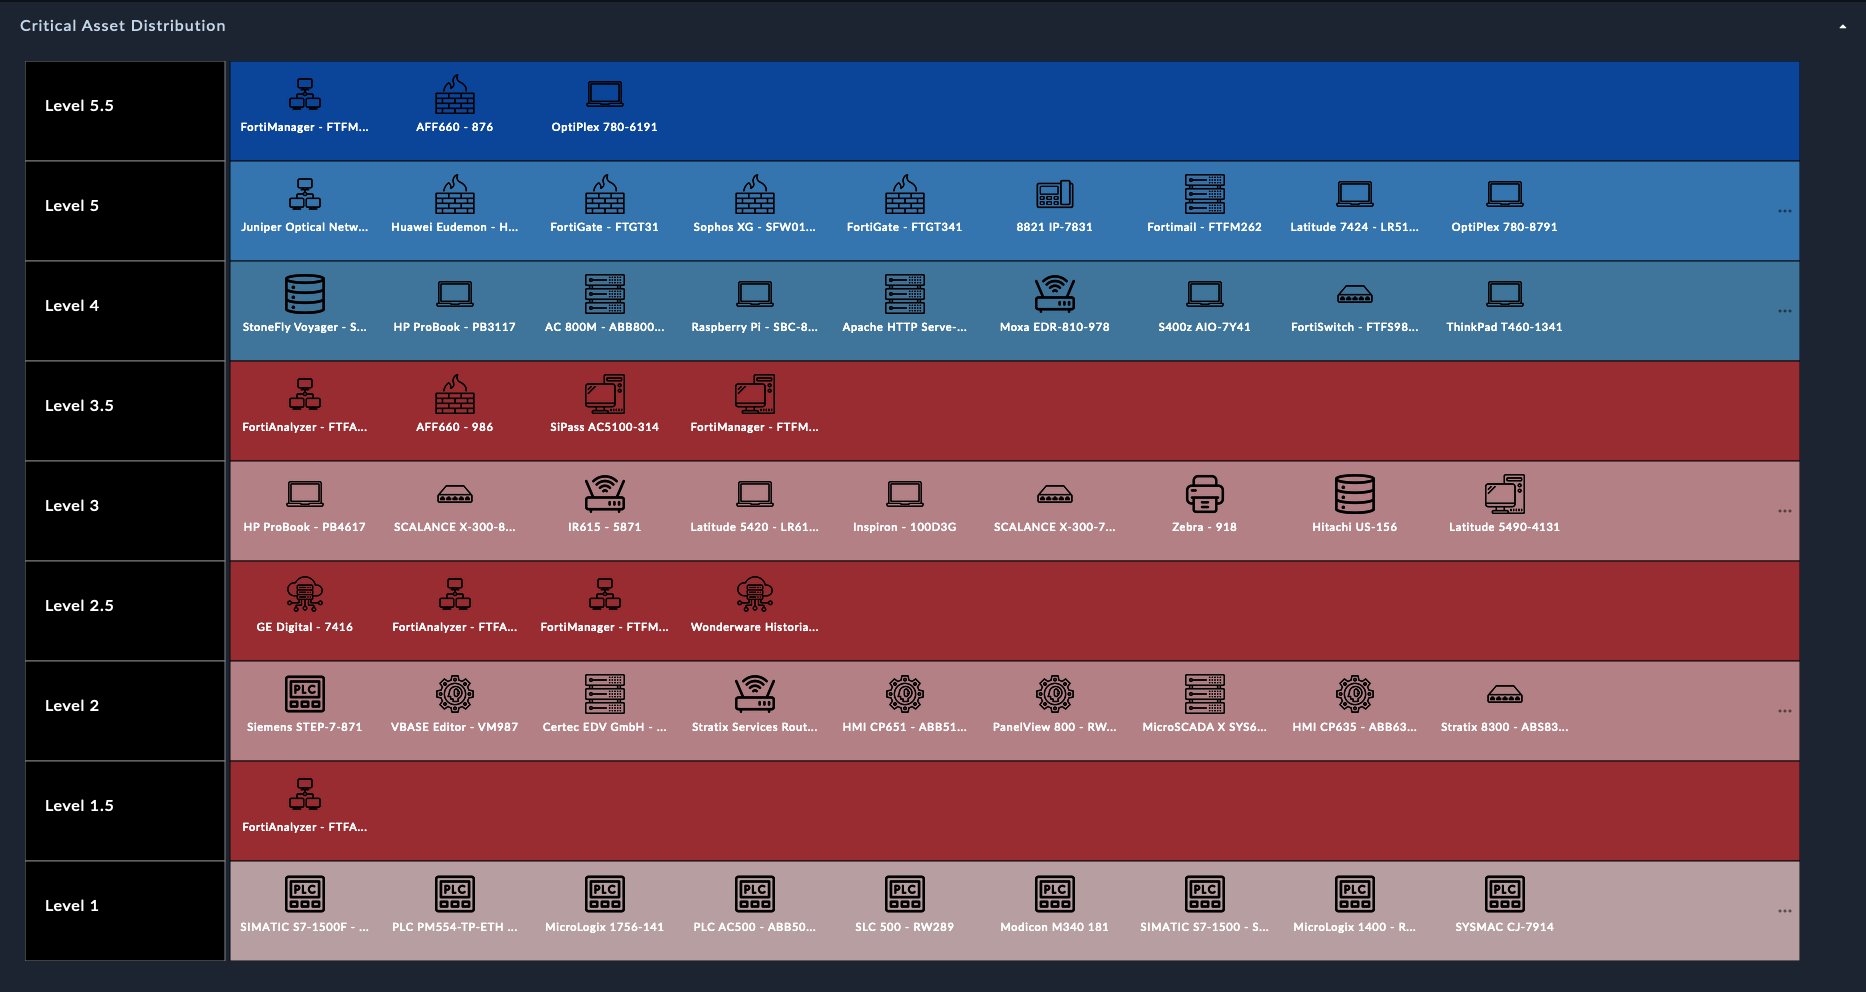 Critical Asset Distribution
Level 5.5
FortiManager - FTFM...
AFF660 - 876
OptiPlex 780-6191
Level 5
Juniper Optical Netw...
Huawei Eudemon - H...
FortiGate - FTGT31
Sophos XG - SFW01...
FortiGate - FTGT341
8821 IP-7831
Fortimail - FTFM262
Latitude 7424 - LR51...
OptiPlex 780-8791
...
Level 4
StoneFly Voyager - S...
HP ProBook - PB3117
AC 800M - ABB800...
Raspberry Pi - SBC-8...
Apache HTTP Serve-...
Moxa EDR-810-978
S400z AIO-7Y41
FortiSwitch - FTFS98...
ThinkPad T460-1341
...
Level 3.5
FortiAnalyzer - FTFA...
AFF660 - 986
SiPass AC5100-314
FortiManager - FTFM...
Level 3
HP ProBook - PB4617
SCALANCE X-300-8...
IR615 - 5871
Latitude 5420 - LR61...
Inspiron - 100D3G
SCALANCE X-300-7...
Zebra - 918
Hitachi US-156
Latitude 5490-4131
...
Level 2.5
GE Digital - 7416
FortiAnalyzer - FTFA...
FortiManager - FTFM...
Wonderware Historia...
Level 2
PLC
Siemens STEP-7-871
VBASE Editor - VM987
Certec EDV GmbH - ...
Stratix Services Rout...
HMI CP651 - ABB51...
PanelView 800 - RW...
MicroSCADA X SYS6...
HMI CP635 - ABB63...
Stratix 8300 - ABS83...
...
Level 1.5
FortiAnalyzer - FTFA...
Level 1
PLC
SIMATIC S7-1500F - ...
PLC
PLC PM554-TP-ETH ...
PLC
MicroLogix 1756-141
PLC
PLC AC500 - ABB50...
PLC
SLC 500 - RW289
PLC
Modicon M340 181
PLC
SIMATIC S7-1500 - S...
PLC
MicroLogix 1400 - R...
PLC
SYSMAC CJ-7914
...